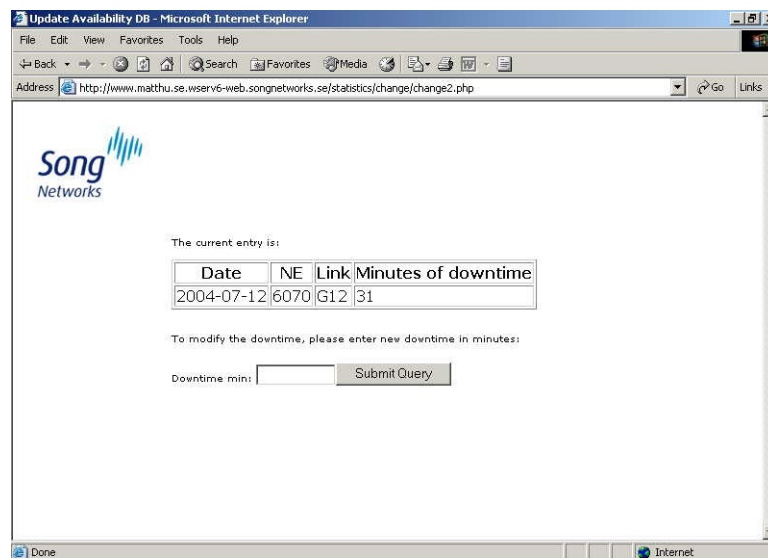 Update Availability DB - Microsoft Internet Explorer
File Edit View Favorites Tools Help
Back Search Favorites Media
Address http://www.matthu.se.wserv6-web.songnetworks.se/statistics/change/change2.php Go Links
Song
Networks
The current entry is:
Date NE Link Minutes of downtime
2004-07-12 6070 G12 31
To modify the downtime, please enter new downtime in minutes:
Downtime min: Submit Query
Done Internet